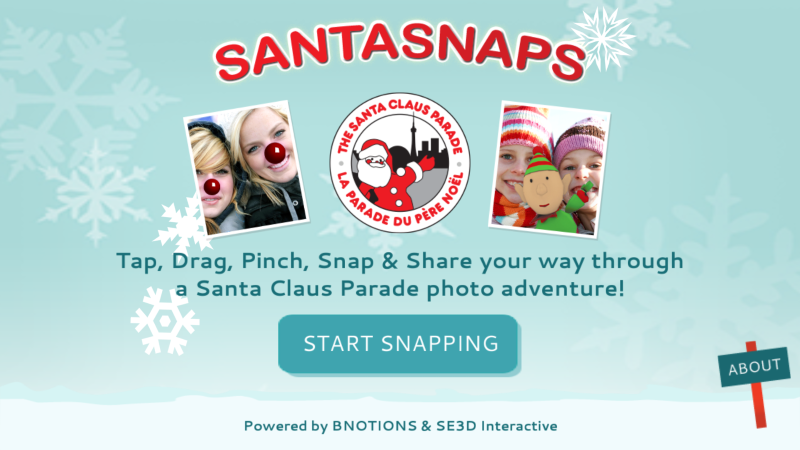 SANTASNAPS
THE SANTA CLAUS PARADE
LA PARADE DU PÈRE NOËL
Tap, Drag, Pinch, Snap & Share your way through
a Santa Claus Parade photo adventure!
START SNAPPING
ABOUT
Powered by BNOTIONS & SE3D Interactive